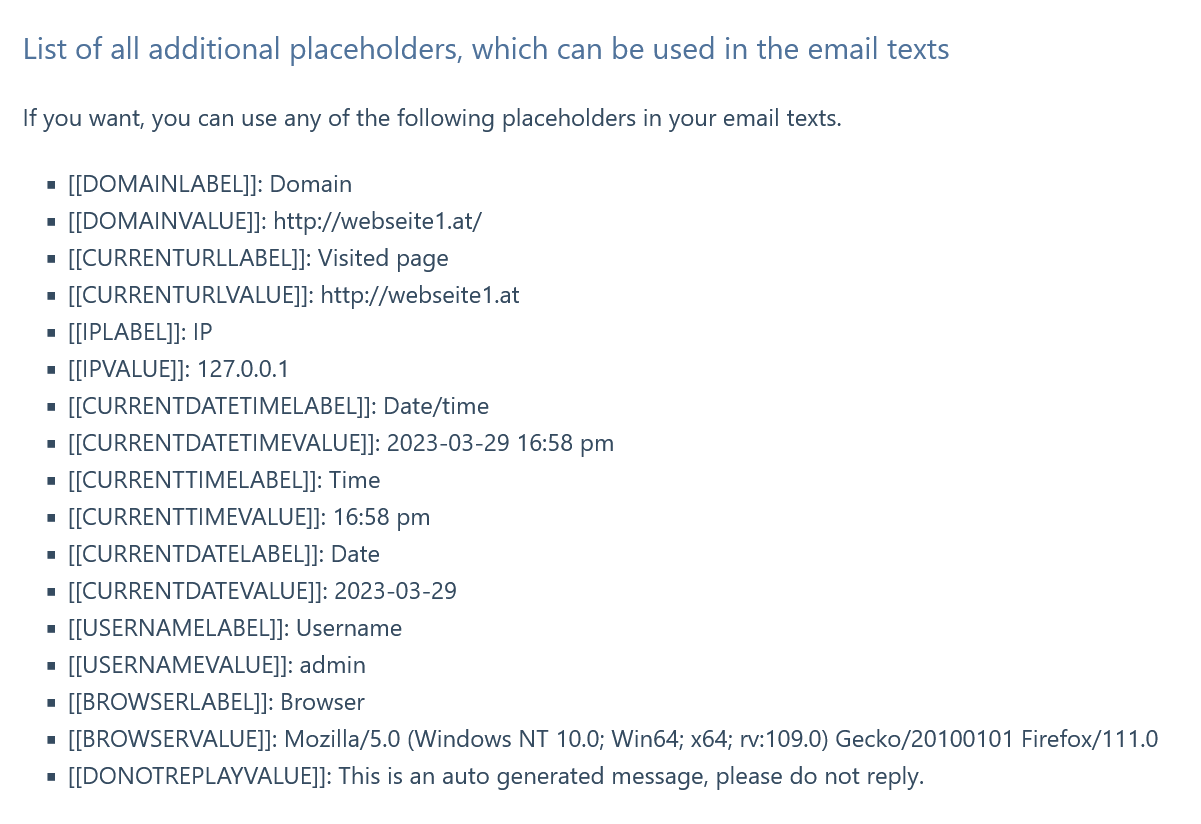 List of all additional placeholders, which can be used in the email texts
If you want, you can use any of the following placeholders in your email texts.
[[DOMAINLABEL]]: Domain
[[DOMAINVALUE]]: http://webseite1.at/
[[CURRENTURLLABEL]]: Visited page
[[CURRENTURLVALUE]]: http://webseite1.at
[[IPLABEL]]: IP
[[IPVALUE]]: 127.0.0.1
[[CURRENTDATETIMELABEL]]: Date/time
[[CURRENTDATETIMEVALUE]]: 2023-03-29 16:58 pm
[[CURRENTTIMELABEL]]: Time
[[CURRENTTIMEVALUE]]: 16:58 pm
[[CURRENTDATELABEL]]: Date
[[CURRENTDATEVALUE]]: 2023-03-29
[[USERNAMELABEL]]: Username
[[USERNAMEVALUE]]: admin
[[BROWSERLABEL]]: Browser
[[BROWSERVALUE]]: Mozilla/5.0 (Windows NT 10.0; Win64; x64; rv:109.0) Gecko/20100101 Firefox/111.0
[[DONOTREPLAYVALUE]]: This is an auto generated message, please do not reply.